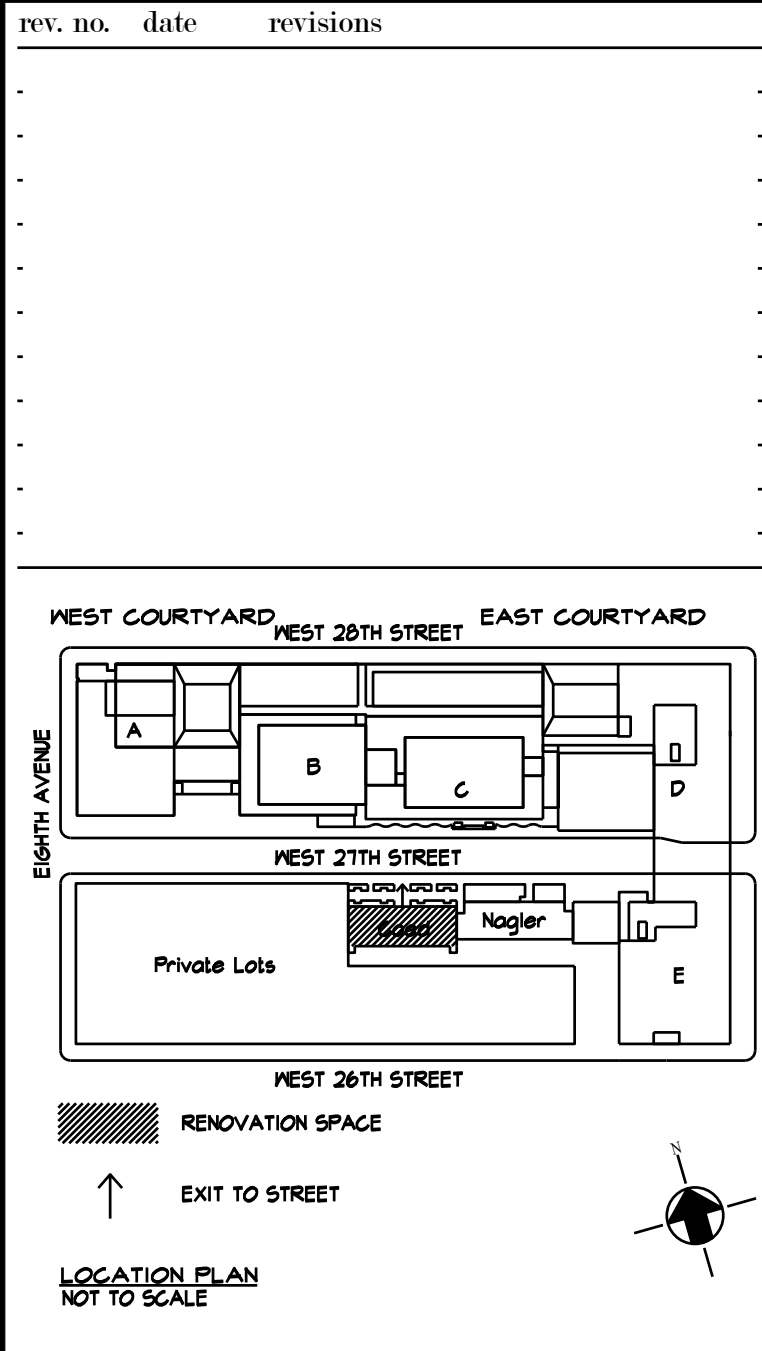 rev. no. date revisions
WEST COURTYARD
EAST COURTYARD
WEST 28TH STREET
EIGHTH AVENUE
A
B
C
D
WEST 27TH STREET
Coed
Nagler
Private Lots
E
WEST 26TH STREET
RENOVATION SPACE
N
EXIT TO STREET
LOCATION PLAN
NOT TO SCALE